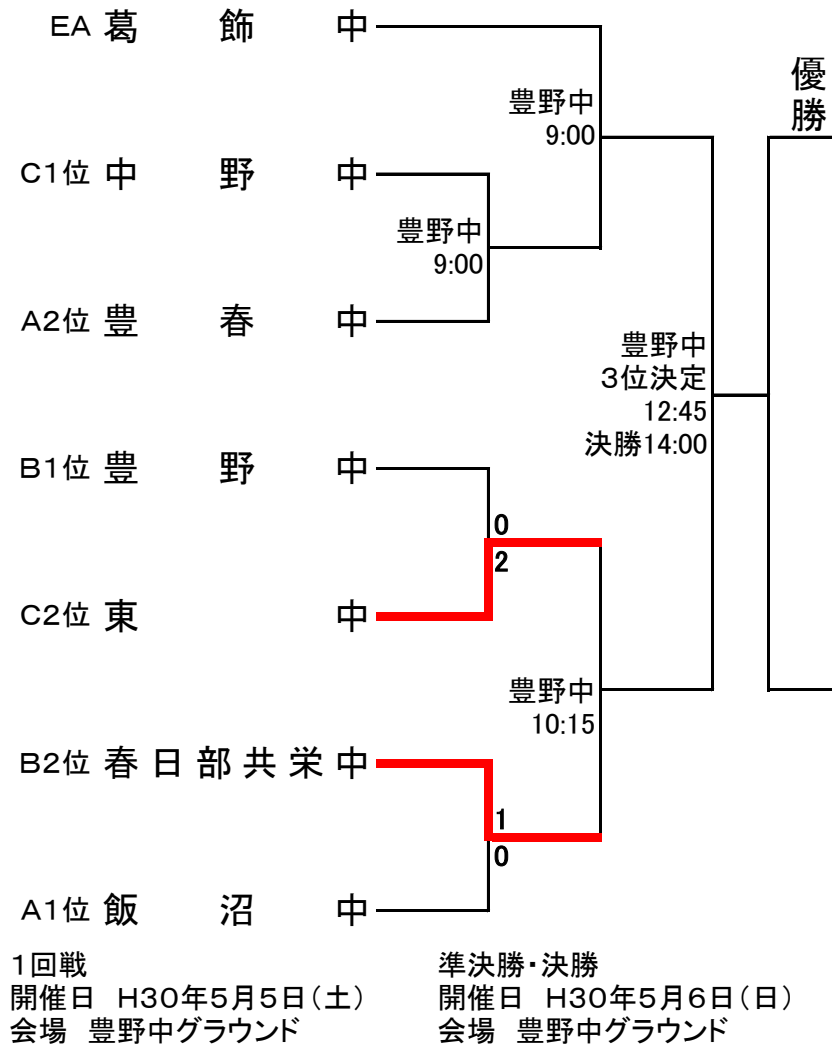 EA 葛飾中
優勝
豊野中
9:00
C1位 中野中
豊野中
9:00
A2位 豊春中
豊野中
3位決定
12:45
決勝14:00
B1位 豊野中
0
2
C2位 東中
豊野中
10:15
B2位 春日部共栄中
1
0
A1位 飯沼中
1回戦
開催日 H30年5月5日(土)
会場 豊野中グラウンド
準決勝・決勝
開催日 H30年5月6日(日)
会場 豊野中グラウンド